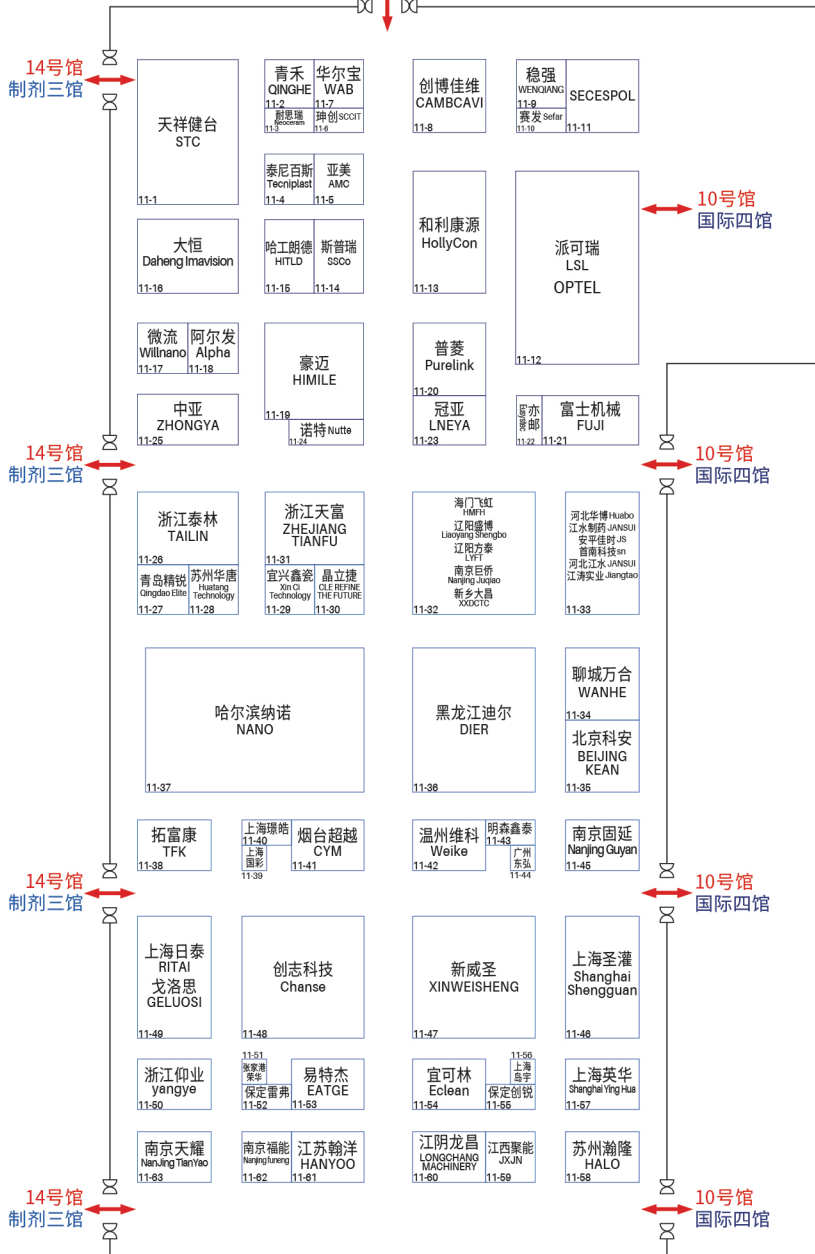 14号馆
制剂三馆
天祥健台
STC
11-1
青禾
QINGHE
11-2
华尔宝
WAB
11-7
耐思瑞
Neoceram
11-3
珅创 SCCIT
11-6
创博佳维
CAMBCAVI
11-8
稳强
WENQIANG
11-9
赛发 Sefar
11-10
SECESPOL
11-11
泰尼百斯
Tecniplast
11-4
亚美
AMC
11-5
和利康源
HollyCon
11-13
派可瑞
LSL
OPTEL
11-12
10号馆
国际四馆
大恒
Daheng Imavision
11-16
哈工朗德
HITLD
11-15
斯普瑞
SSCo
11-14
微流
Willnano
11-17
阿尔发
Alpha
11-18
豪迈
HIMILE
11-19
诺特 Nutte
11-24
普菱
Purelink
11-20
冠亚
LNEYA
11-23
中亚
ZHONGYA
11-25
亦邮
11-22
富士机械
FUJI
11-21
14号馆
制剂三馆
10号馆
国际四馆
浙江泰林
TAILIN
11-26
浙江天富
ZHEJIANG
TIANFU
11-31
青岛精锐
Qingdao Elite
11-27
苏州华唐
Huatang
Technology
11-28
宜兴鑫瓷
Xin Ci
Technology
11-29
晶立捷
CLE REFINE
THE FUTURE
11-30
海门飞虹
HMFH
辽阳盛博
Liaoyang Shengbo
辽阳方泰
LYFT
南京巨侨
Nanjing Juqiao
新乡大昌
XXDCTC
11-32
河北华博 Huabo
江水制药 JANSUI
安平佳时 JS
首南科技 sn
河北江水 JANSUI
江涛实业 Jiangtao
11-33
哈尔滨纳诺
NANO
11-37
黑龙江迪尔
DIER
11-36
聊城万合
WANHE
11-34
北京科安
BEIJING
KEAN
11-35
拓富康
TFK
11-38
上海璟皓
11-40
上海
国彩
11-39
烟台超越
CYM
11-41
温州维科
Weike
11-42
明森鑫泰
11-43
广州
东弘
11-44
南京固延
Nanjing Guyan
11-45
14号馆
制剂三馆
10号馆
国际四馆
上海日泰
RITAI
戈洛思
GELUOSI
11-49
创志科技
Chanse
11-48
新威圣
XINWEISHENG
11-47
上海圣灌
Shanghai
Shengguan
11-46
浙江仰业
yangye
11-50
11-51
张家港
荣华
保定雷弗
11-52
易特杰
EATGE
11-53
宜可林
Eclean
11-54
11-56
上海
岛宇
保定创锐
11-55
上海英华
Shanghai Ying Hua
11-57
南京天耀
NanJing TianYao
11-63
南京福能
Nanjing funeng
11-62
江苏翰洋
HANYOO
11-61
江阴龙昌
LONGCHANG
MACHINERY
11-60
江西聚能
JXJN
11-59
苏州瀚隆
HALO
11-58
14号馆
制剂三馆
10号馆
国际四馆